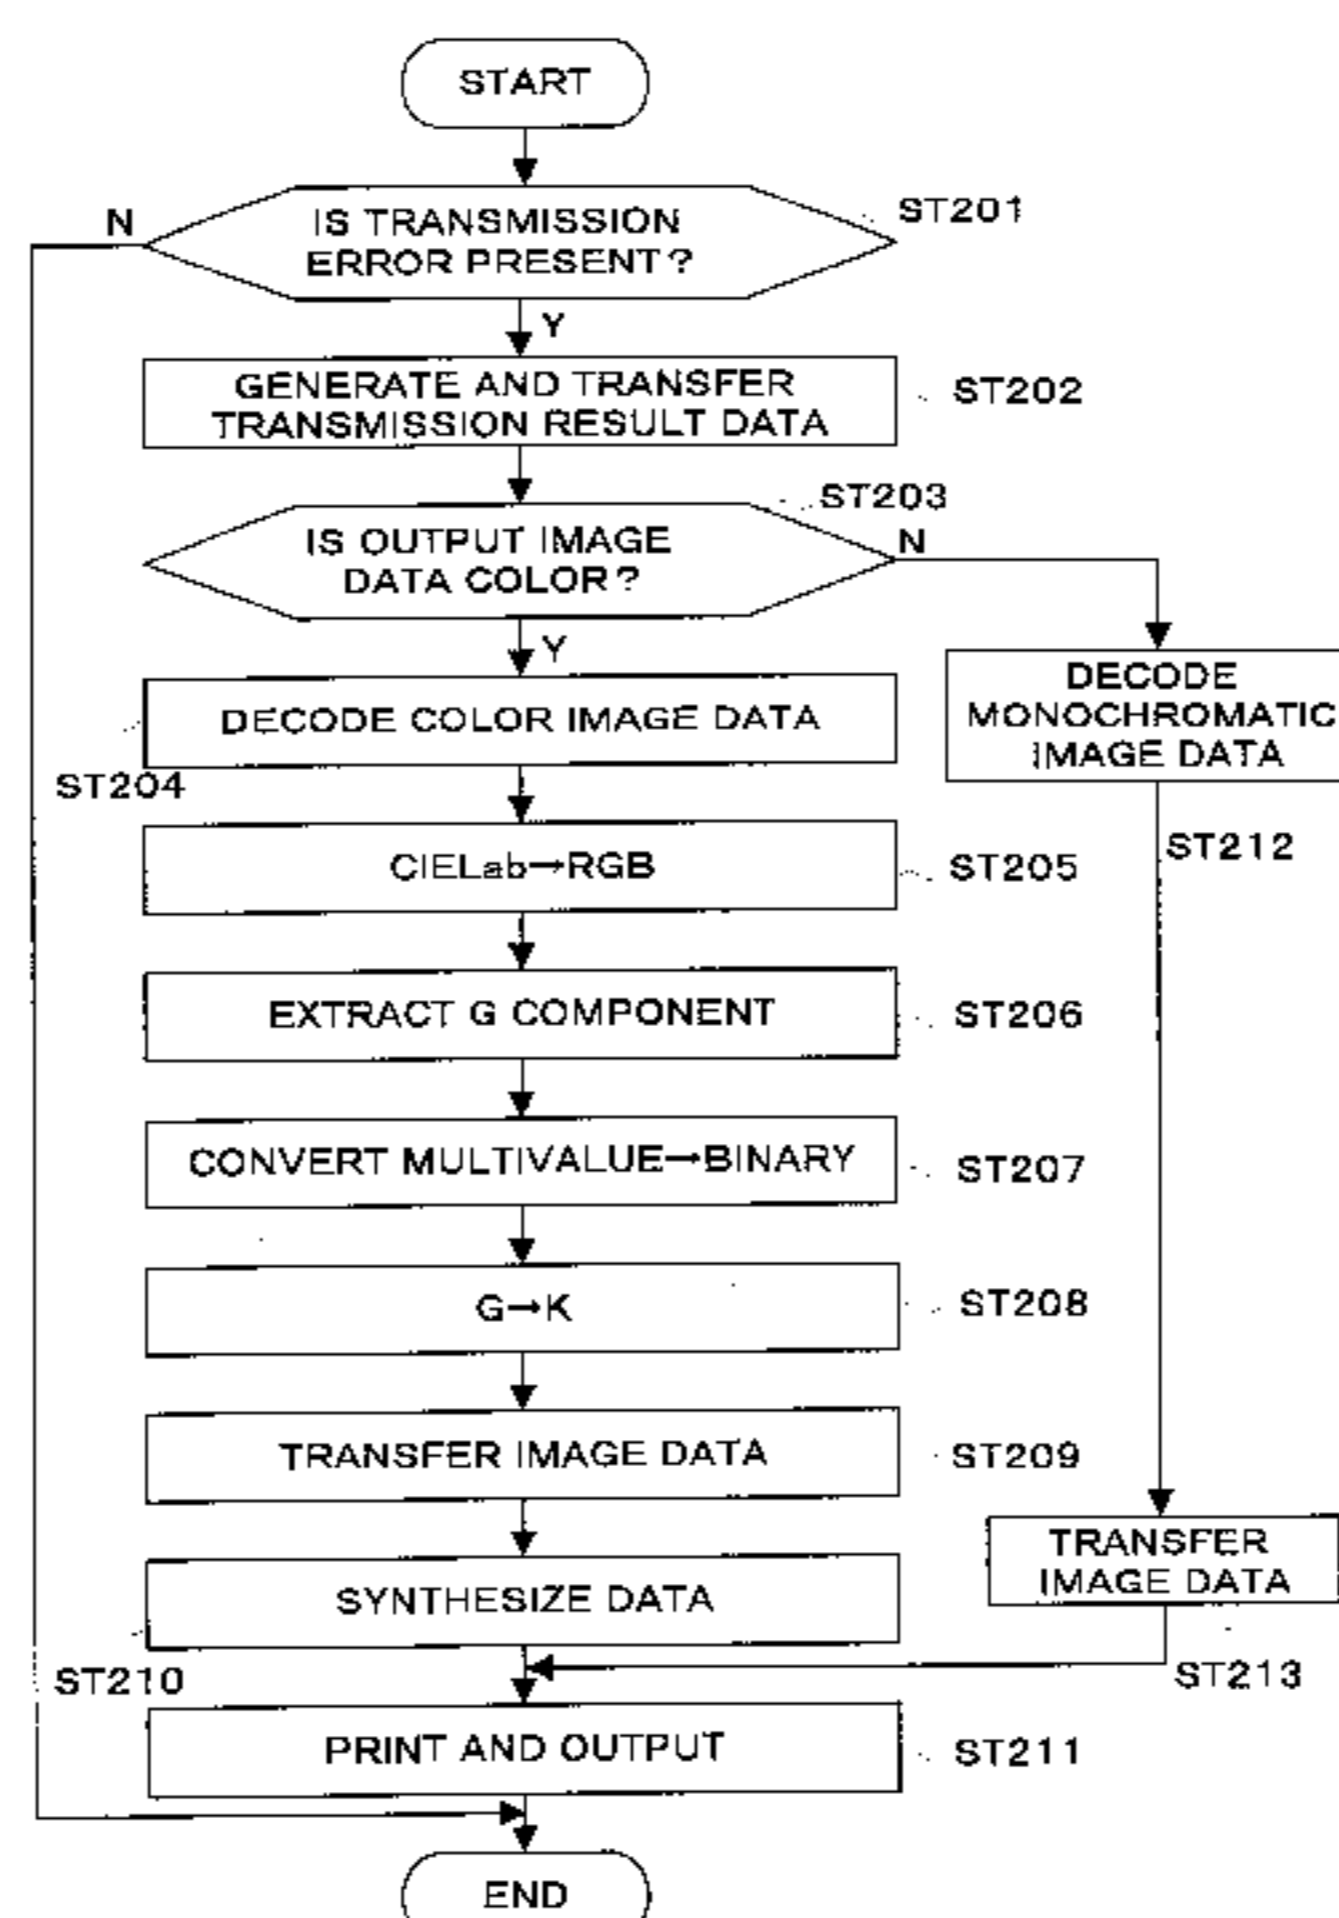 START
IS TRANSMISSION
ERROR PRESENT?
ST201
N
Y
GENERATE AND TRANSFER
TRANSMISSION RESULT DATA
ST202
IS OUTPUT IMAGE
DATA COLOR?
ST203
N
Y
DECODE COLOR IMAGE DATA
ST204
DECODE
MONOCHROMATIC
IMAGE DATA
ST212
CIELab→RGB
ST205
EXTRACT G COMPONENT
ST206
CONVERT MULTIVALUE→BINARY
ST207
G→K
ST208
TRANSFER IMAGE DATA
ST209
TRANSFER
IMAGE DATA
ST213
SYNTHESIZE DATA
ST210
PRINT AND OUTPUT
ST211
END